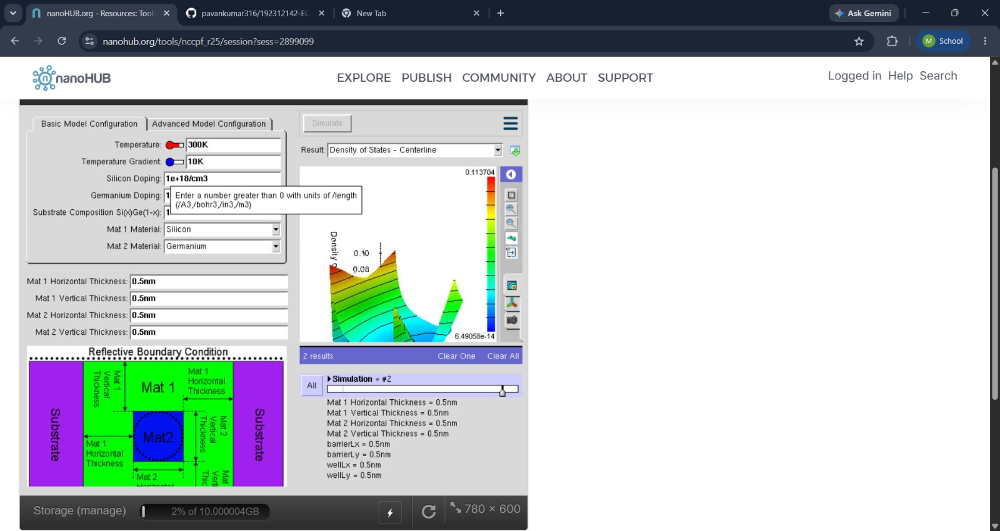 nanoHUB.org - Resources: Tools
pavankumar316/192312142-EC
New Tab
Ask Gemini
nanohub.org/tools/nccpf_r25/session?sess=2899099
M School
nanoHUB
EXPLORE PUBLISH COMMUNITY ABOUT SUPPORT
Logged in Help Search
Basic Model Configuration
Advanced Model Configuration
Temperature: 300K
Temperature Gradient: 10K
Silicon Doping: 1e+18/cm3
Germanium Doping: 1
Enter a number greater than 0 with units of /length
(/A3,/bohr3,/in3,/m3)
Substrate Composition Si(x)Ge(1-x): 1
Mat 1 Material: Silicon
Mat 2 Material: Germanium
Mat 1 Horizontal Thickness: 0.5nm
Mat 1 Vertical Thickness: 0.5nm
Mat 2 Horizontal Thickness: 0.5nm
Mat 2 Vertical Thickness: 0.5nm
Reflective Boundary Condition
Substrate
Mat 1
Vertical
Thickness
Mat 1
Mat 1
Horizontal
Thickness
Mat2
Mat 2
Vertical
Thickness
Substrate
Mat 1
Horizontal
Thickness
Mat 2
Mat
Verti
Thic
Simulate
Result: Density of States - Centerline
0.113704
Density
0.10
0.08
6.49058e-14
2 results
Clear One
Clear All
All
Simulation = #2
Mat 1 Horizontal Thickness = 0.5nm
Mat 1 Vertical Thickness = 0.5nm
Mat 2 Horizontal Thickness = 0.5nm
Mat 2 Vertical Thickness = 0.5nm
barrierLx = 0.5nm
barrierLy = 0.5nm
wellLx = 0.5nm
wellLy = 0.5nm
Storage (manage)
2% of 10.000004GB
780 × 600